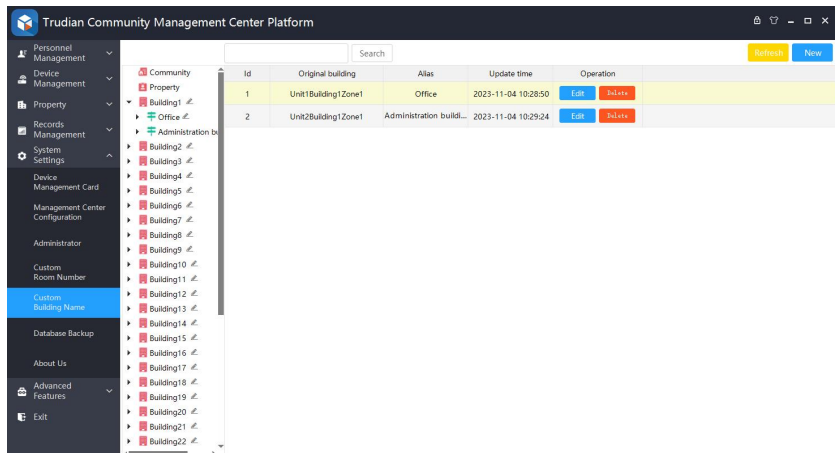 Trudian Community Management Center Platform
Personnel
Management
Device
Management
Property
Records
Management
System
Settings
Device
Management Card
Management Center
Configuration
Administrator
Custom
Room Number
Custom
Building Name
Database Backup
About Us
Advanced
Features
Exit
Community
Property
Building1
Office
Administration bu
Building2
Building3
Building4
Building5
Building6
Building7
Building8
Building9
Building10
Building11
Building12
Building13
Building14
Building15
Building16
Building17
Building18
Building19
Building20
Building21
Building22
Search
Refresh New
Id Original building Alias Update time Operation
1 Unit1Building1Zone1 Office 2023-11-04 10:28:50 Edit Delete
2 Unit2Building1Zone1 Administration buildi... 2023-11-04 10:29:24 Edit Delete